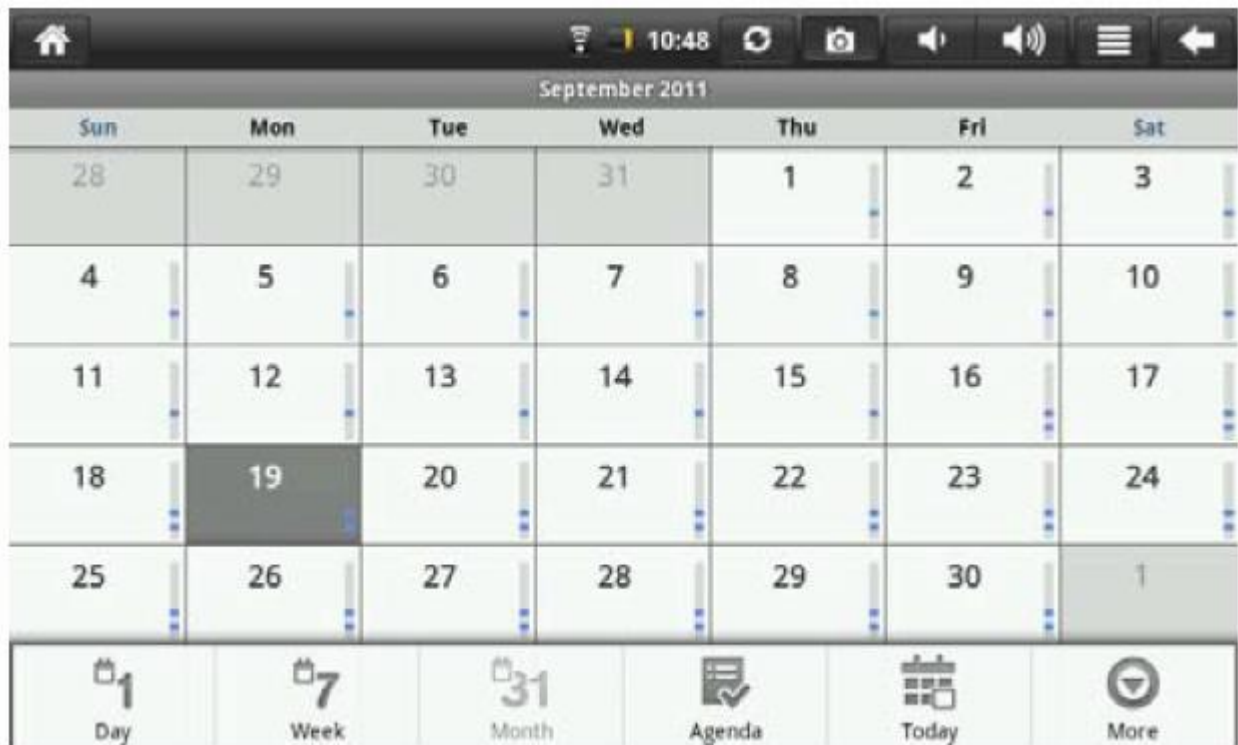 10:48
September 2011
Sun Mon Tue Wed Thu Fri Sat
28 29 30 31 1 2 3
4 5 6 7 8 9 10
11 12 13 14 15 16 17
18 19 20 21 22 23 24
25 26 27 28 29 30 1
1 7 31
Day Week Month Agenda Today More